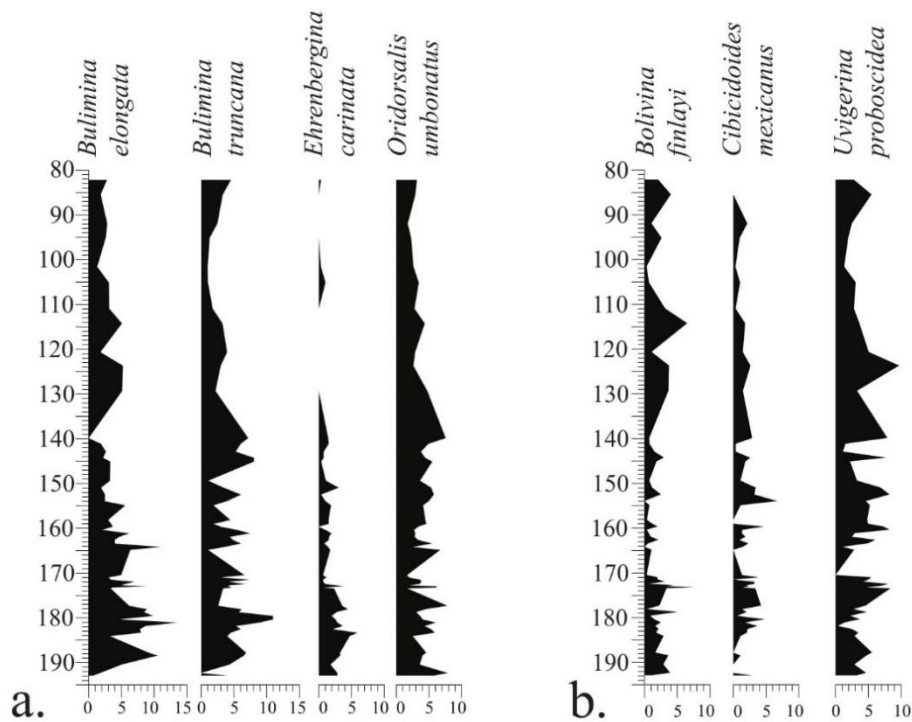 Bulimina
elongata
Bulimina
truncana
Ehrenbergina
carinata
Oridorsalis
umbonatus
Bolivina
finlayi
Cibicidoides
mexicanus
Uvigerina
proboscidea
80
90
100
110
120
130
140
150
160
170
180
190
0 5 10 15
0 5 10 15
0 5 10
0 5 10
a.
80
90
100
110
120
130
140
150
160
170
180
190
0 5 10
0 5 10
0 5 10
b.